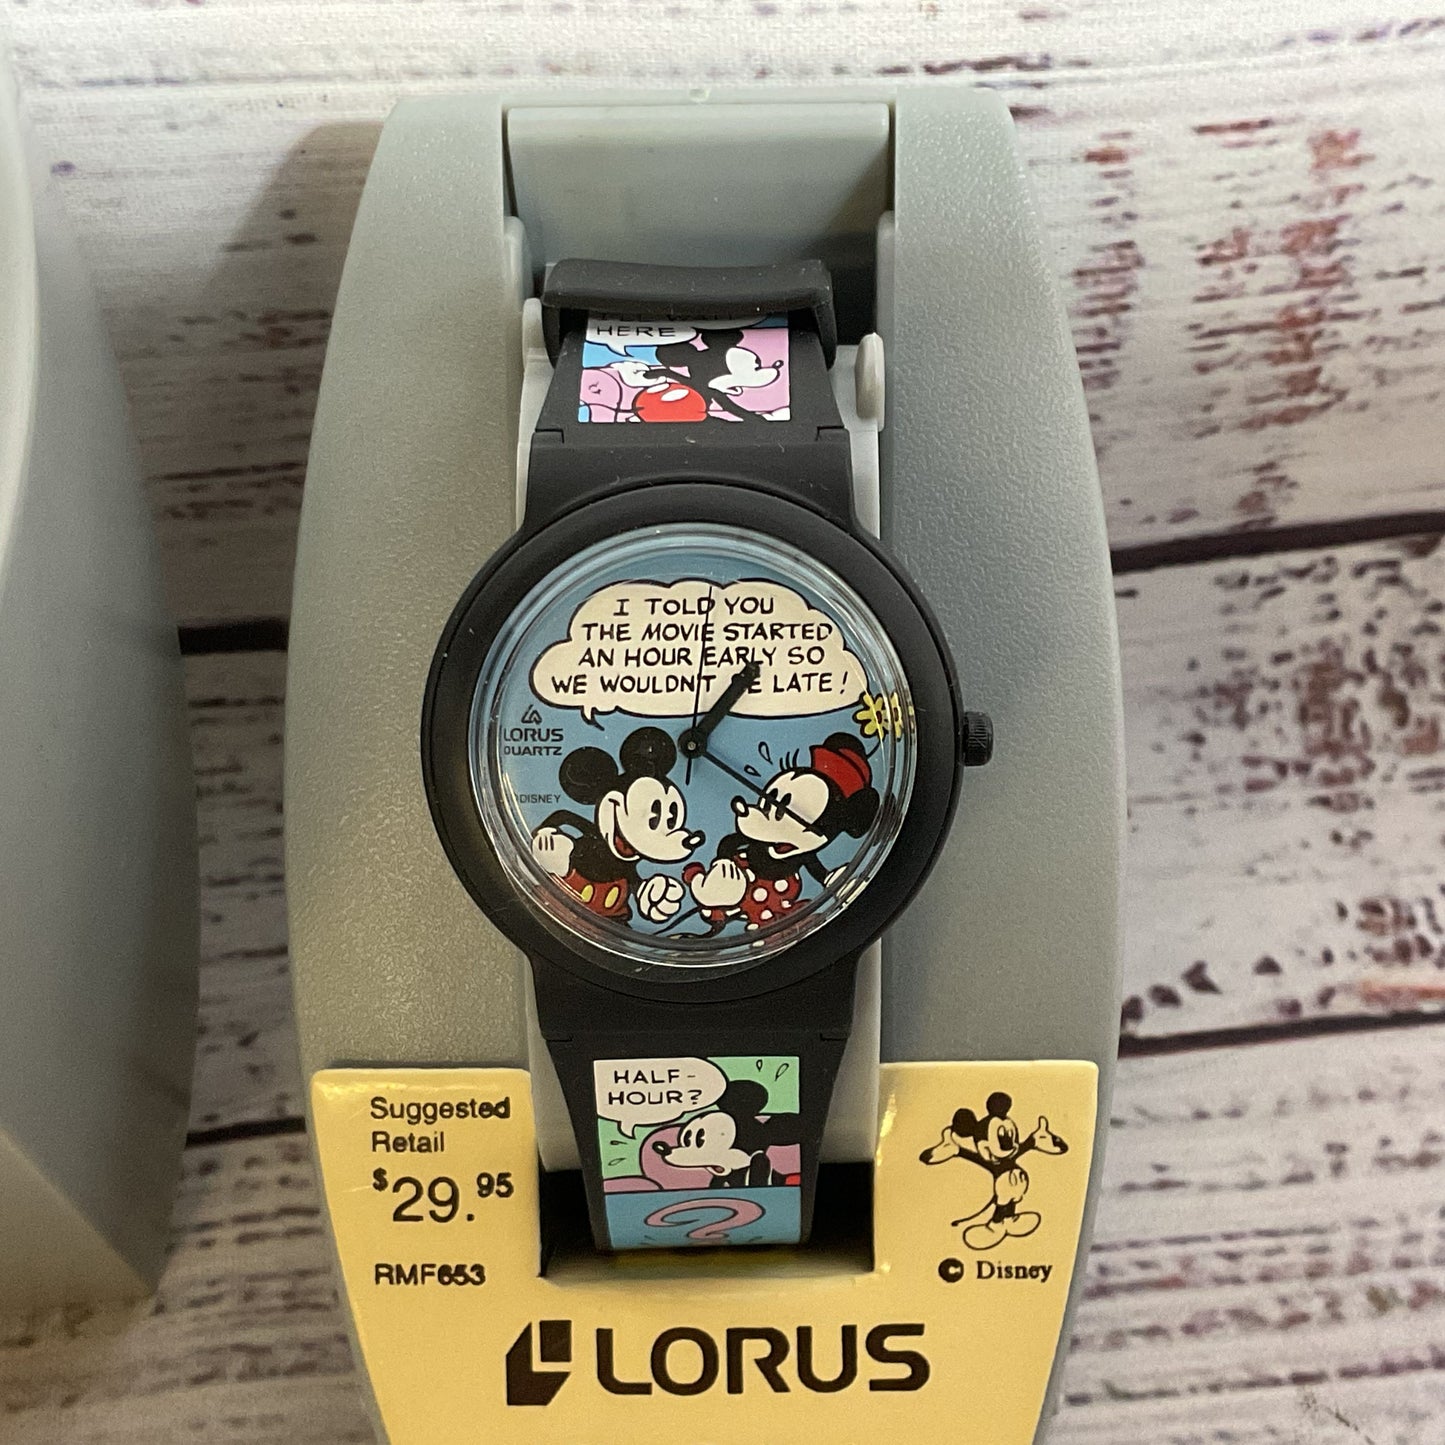 HERE
I TOLD YOU
THE MOVIE STARTED
AN HOUR EARLY SO
WE WOULDN'T BE LATE!
LORUS
QUARTZ
DISNEY
HALF-
HOUR?
?
Suggested
Retail
$29.95
RMF653
© Disney
LORUS